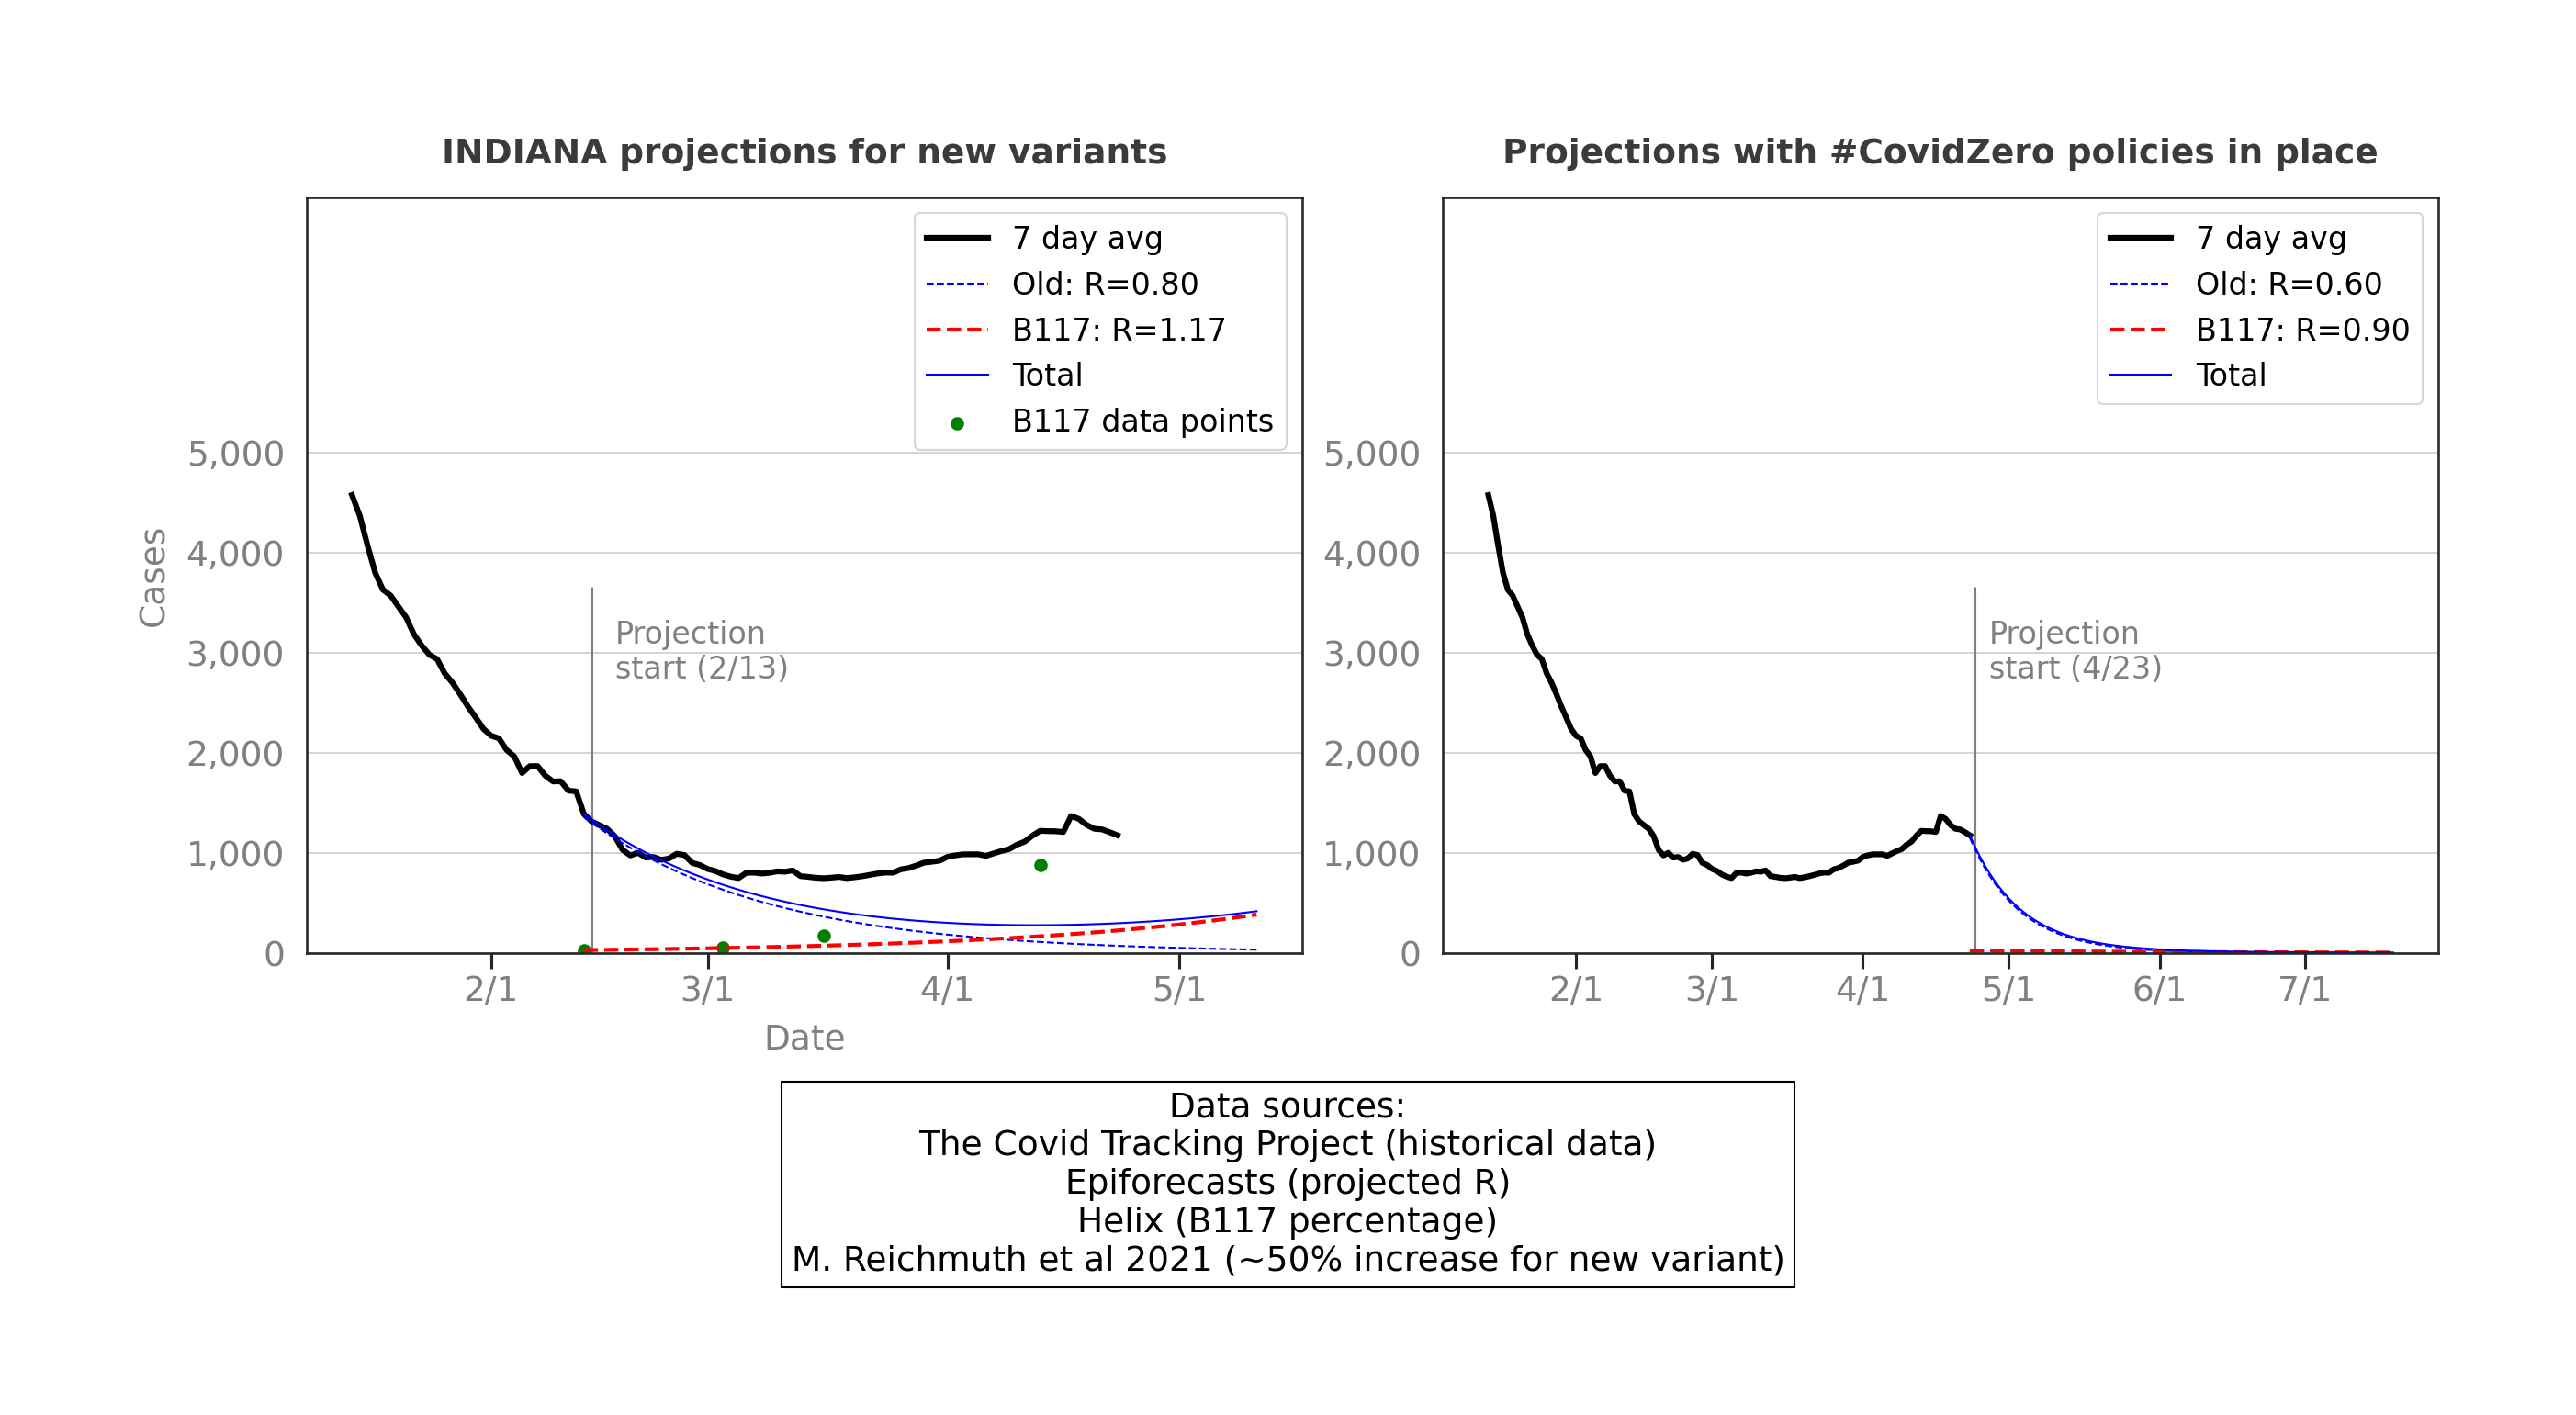 INDIANA projections for new variants
7 day avg
Old: R=0.80
B117: R=1.17
Total
B117 data points
5,000
4,000
3,000
2,000
1,000
0
Cases
Projection
start (2/13)
2/1
3/1
4/1
5/1
Date
Projections with #CovidZero policies in place
7 day avg
Old: R=0.60
B117: R=0.90
Total
5,000
4,000
3,000
2,000
1,000
0
Projection
start (4/23)
2/1
3/1
4/1
5/1
6/1
7/1
Data sources:
The Covid Tracking Project (historical data)
Epiforecasts (projected R)
Helix (B117 percentage)
M. Reichmuth et al 2021 (~50% increase for new variant)